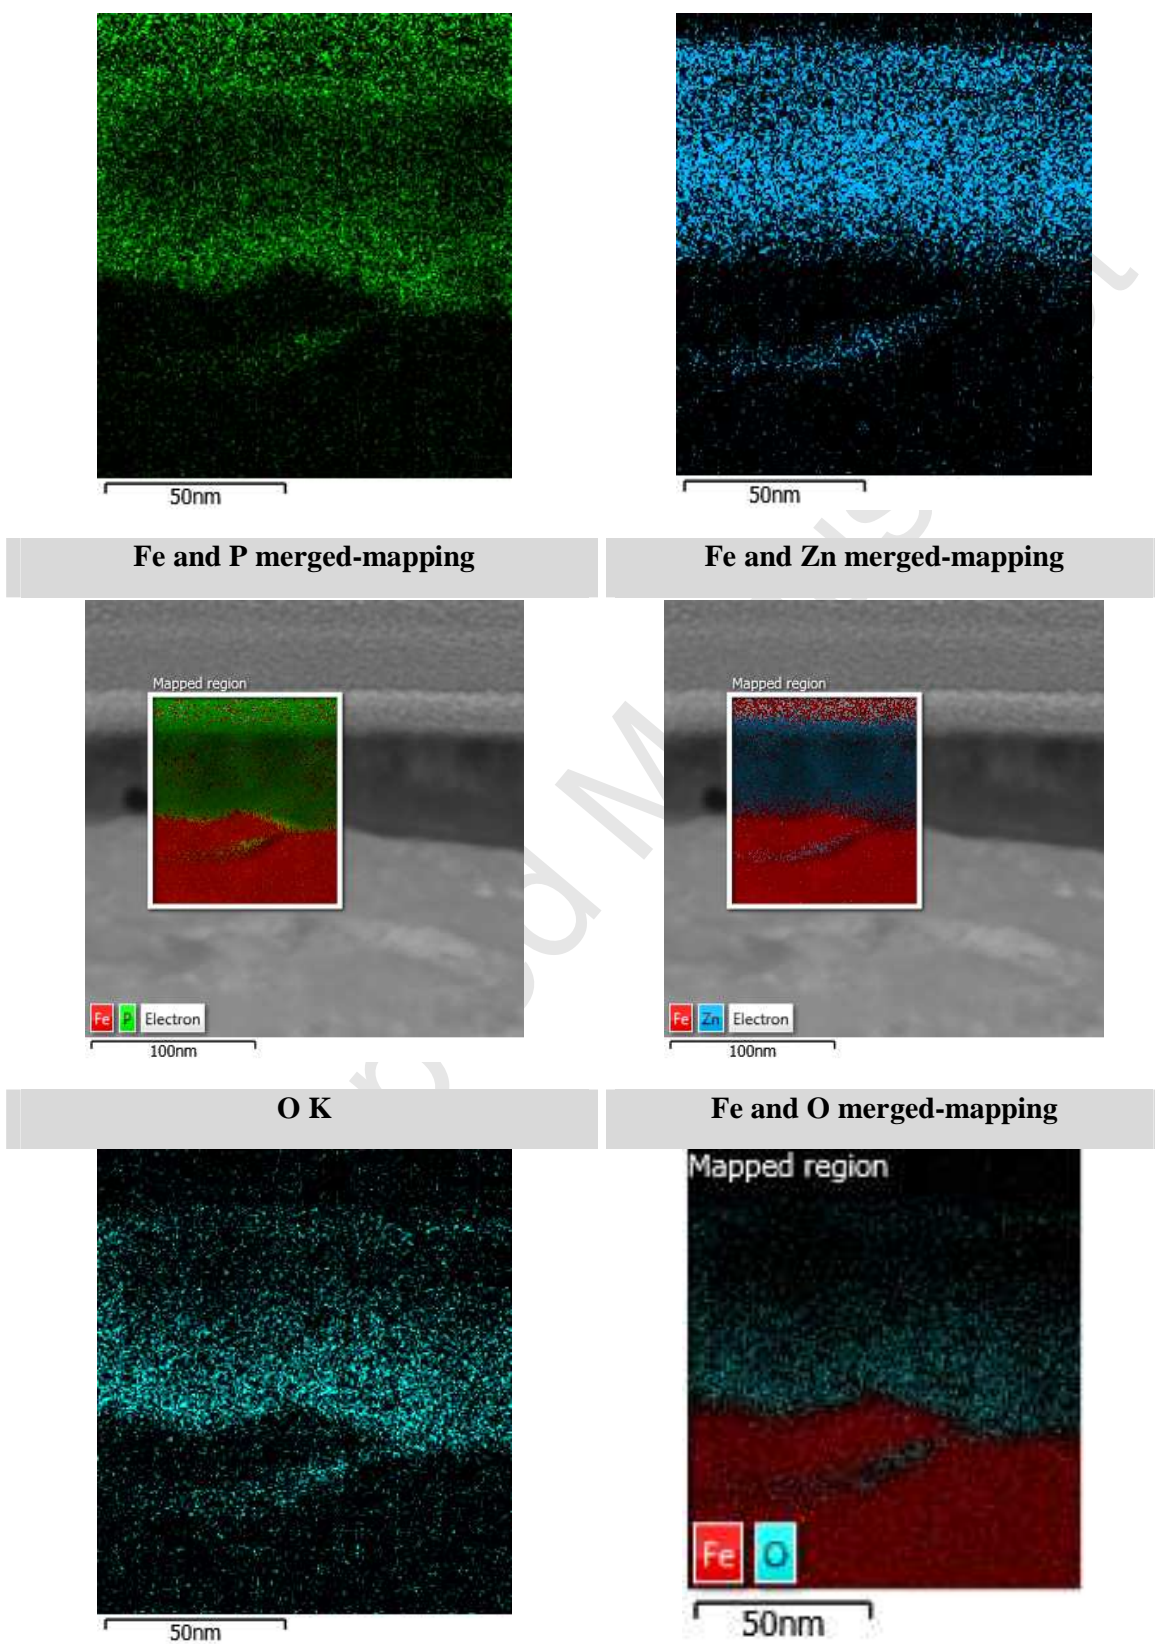 50nm
50nm
Fe and P merged-mapping
Fe and Zn merged-mapping
Mapped region
Mapped region
Fe P Electron
Fe Zn Electron
100nm
100nm
O K
Fe and O merged-mapping
Mapped region
Fe O
50nm
50nm